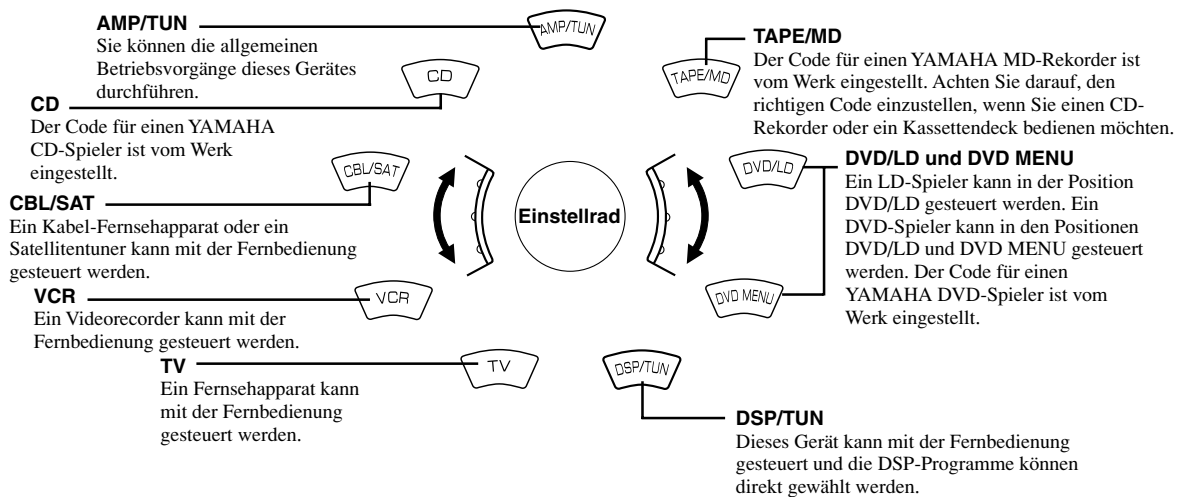 AMP/TUN
Sie können die allgemeinen
Betriebsvorgänge dieses Gerätes
durchführen.
AMP/TUN
CD
Der Code für einen YAMAHA
CD-Spieler ist vom Werk
eingestellt.
CD
CBL/SAT
Ein Kabel-Fernsehapparat oder ein
Satellitentuner kann mit der Fernbedienung
gesteuert werden.
CBL/SAT
VCR
Ein Videorecorder kann mit der
Fernbedienung gesteuert werden.
VCR
TV
Ein Fernsehapparat kann
mit der Fernbedienung
gesteuert werden.
TV
Einstellrad
TAPE/MD
TAPE/MD
Der Code für einen YAMAHA MD-Rekorder ist
vom Werk eingestellt. Achten Sie darauf, den
richtigen Code einzustellen, wenn Sie einen CD-
Rekorder oder ein Kassettendeck bedienen möchten.
DVD/LD
DVD/LD und DVD MENU
Ein LD-Spieler kann in der Position
DVD/LD gesteuert werden. Ein
DVD-Spieler kann in den Positionen
DVD/LD und DVD MENU gesteuert
werden. Der Code für einen
YAMAHA DVD-Spieler ist vom
Werk eingestellt.
DVD MENU
DSP/TUN
DSP/TUN
Dieses Gerät kann mit der Fernbedienung
gesteuert und die DSP-Programme können
direkt gewählt werden.